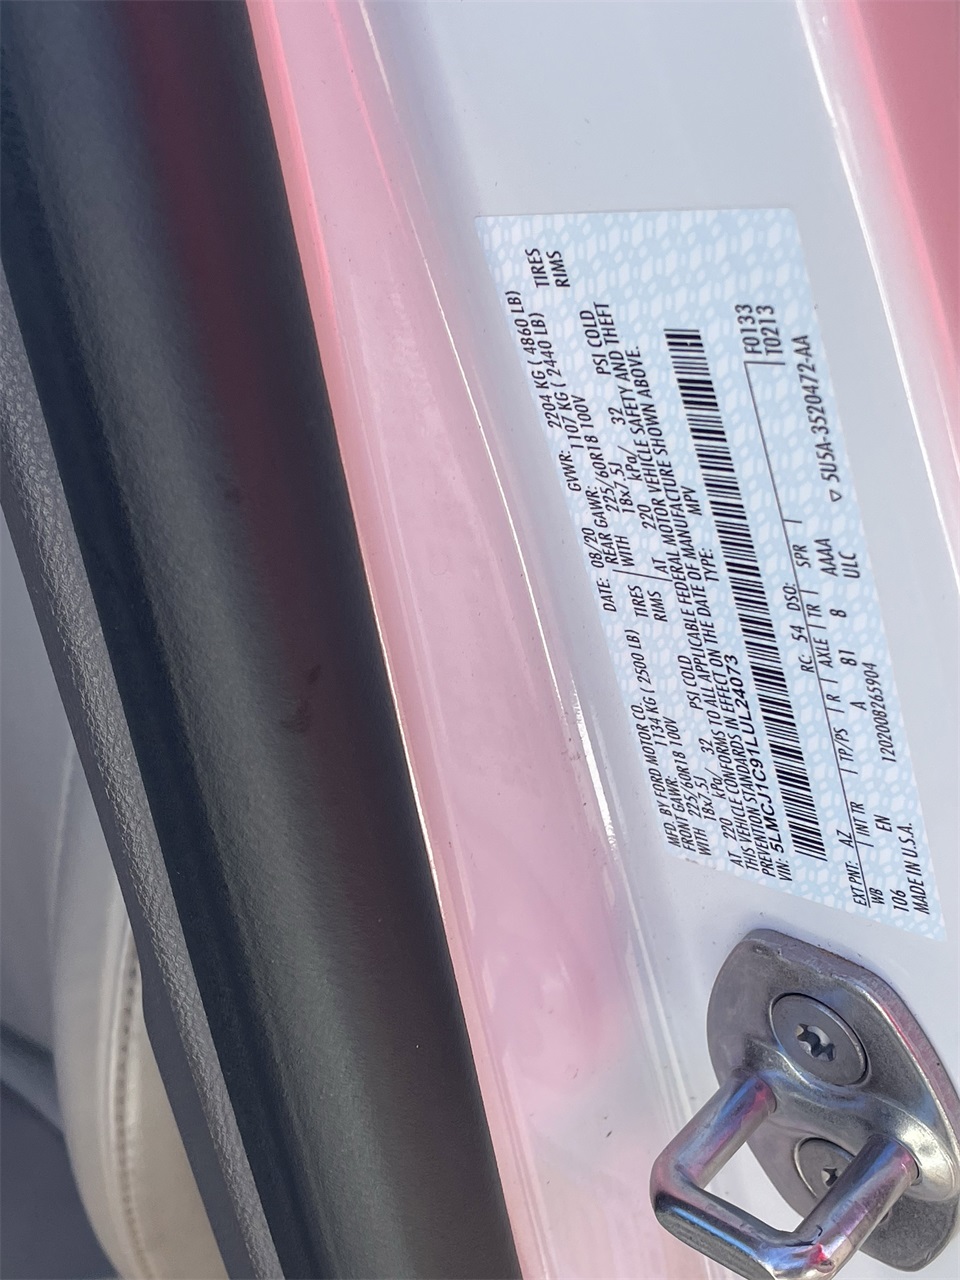 MFD. BY FORD MOTOR CO. DATE: 08/20 GVWR: 2204 KG ( 4860 LB)
FRONT GAWR: 1134 KG ( 2500 LB) REAR GAWR: 1107 KG ( 2440 LB)
WITH 225/60R18 100V TIRES WITH 225/60R18 100V TIRES
18x7.5J RIMS 18x7.5J RIMS
AT 220 kPa/ 32 PSI COLD AT 220 kPa/ 32 PSI COLD
THIS VEHICLE CONFORMS TO ALL APPLICABLE FEDERAL MOTOR VEHICLE SAFETY AND THEFT
PREVENTION STANDARDS IN EFFECT ON THE DATE OF MANUFACTURE SHOWN ABOVE.
VIN: 5LMCJ1C91LUL24073 TYPE: MPV
F0133
T0213
EXT PNT: AZ RC: 54 DSO:
WB INT TR TP/PS R AXLE TR SPR
106 EN A 81 8 AAAA ULC
MADE IN U.S.A. 120200826S904 ▽ 5U5A-3520472-AA